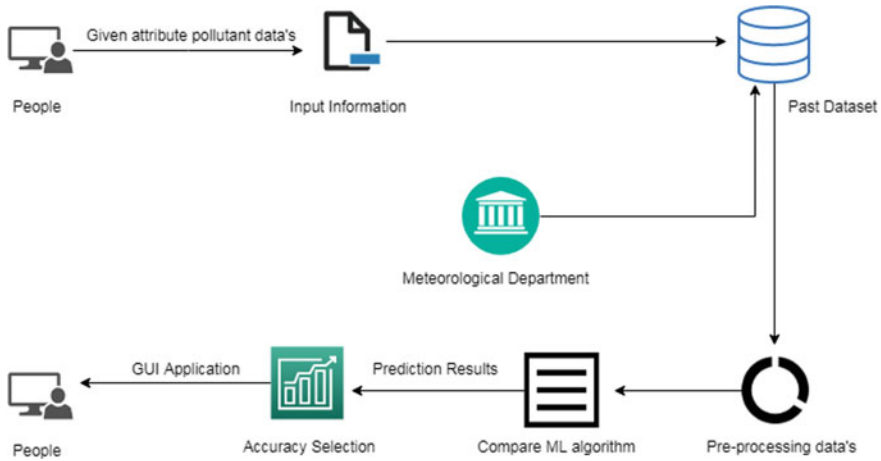 Given attribute pollutant data's
People
Input Information
Past Dataset
Meteorological Department
GUI Application
Prediction Results
People
Accuracy Selection
Compare ML algorithm
Pre-processing data's